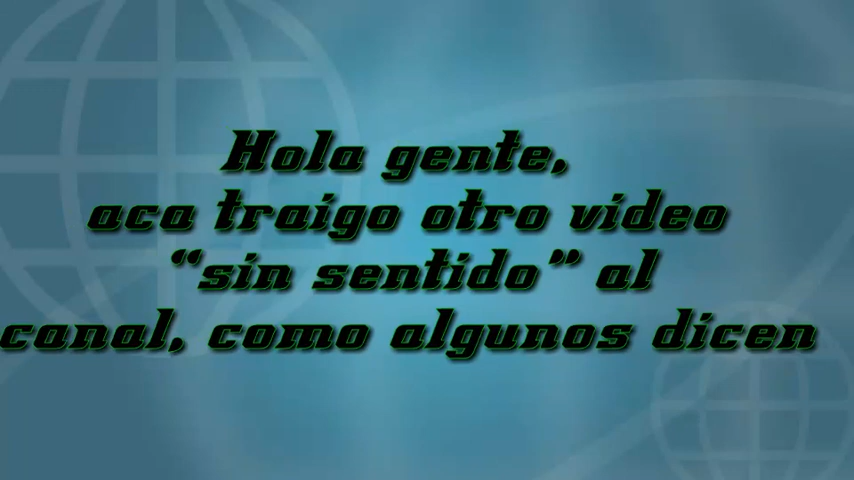 Hola gente,
aca traigo otro video
“sin sentido” al
canal, como algunos dicen